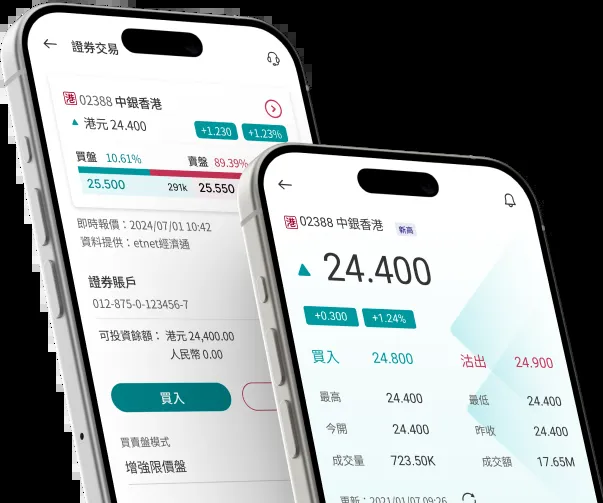 證券交易
港 02388 中銀香港
港元 24.400
+1.230 +1.23%
買盤 10.61% 賣盤 89.39%
25.500 291k 25.550
即時報價：2024/07/01 10:42
資料提供：etnet經濟通
證券賬戶
012-875-0-123456-7
可投資餘額： 港元 24,400.00
人民幣 0.00
買入
買賣盤模式
增強限價盤
港 02388 中銀香港 新高
24.400
+0.300 +1.24%
買入 24.800 沽出 24.900
最高 24.400 最低 24.400
今開 24.400 昨收 24.400
成交量 723.50K 成交額 17.65M
更新：2021/01/07 09:26